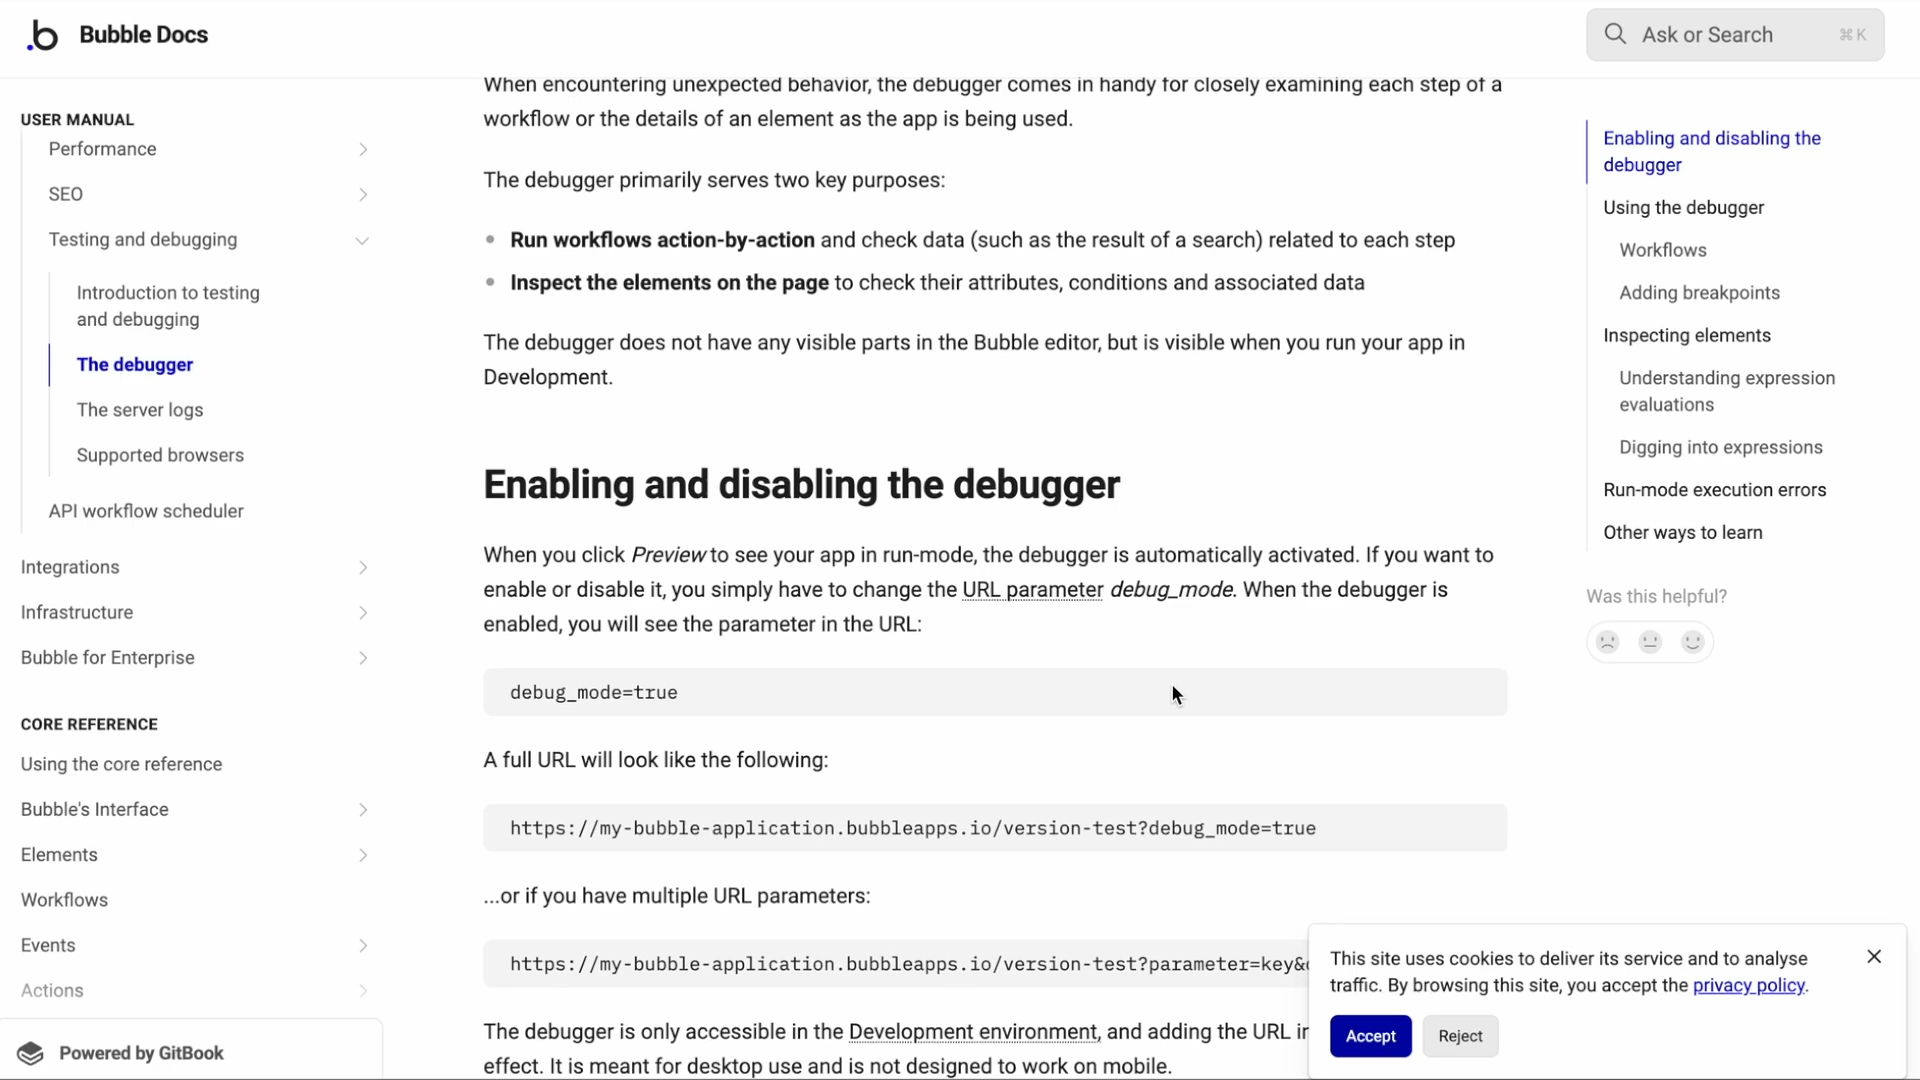 Bubble Docs
Ask or Search
⌘ K
USER MANUAL
Performance
SEO
Testing and debugging
Introduction to testing
and debugging
The debugger
The server logs
Supported browsers
API workflow scheduler
Integrations
Infrastructure
Bubble for Enterprise
CORE REFERENCE
Using the core reference
Bubble's Interface
Elements
Workflows
Events
Actions
Powered by GitBook
When encountering unexpected behavior, the debugger comes in handy for closely examining each step of a
workflow or the details of an element as the app is being used.
The debugger primarily serves two key purposes:
• Run workflows action-by-action and check data (such as the result of a search) related to each step
• Inspect the elements on the page to check their attributes, conditions and associated data
The debugger does not have any visible parts in the Bubble editor, but is visible when you run your app in
Development.
Enabling and disabling the debugger
When you click Preview to see your app in run-mode, the debugger is automatically activated. If you want to
enable or disable it, you simply have to change the URL parameter debug_mode. When the debugger is
enabled, you will see the parameter in the URL:
debug_mode=true
A full URL will look like the following:
https://my-bubble-application.bubbleapps.io/version-test?debug_mode=true
...or if you have multiple URL parameters:
https://my-bubble-application.bubbleapps.io/version-test?parameter=key&
The debugger is only accessible in the Development environment, and adding the URL
effect. It is meant for desktop use and is not designed to work on mobile.
Enabling and disabling the
debugger
Using the debugger
Workflows
Adding breakpoints
Inspecting elements
Understanding expression
evaluations
Digging into expressions
Run-mode execution errors
Other ways to learn
Was this helpful?
This site uses cookies to deliver its service and to analyse
traffic. By browsing this site, you accept the privacy policy.
Accept
Reject